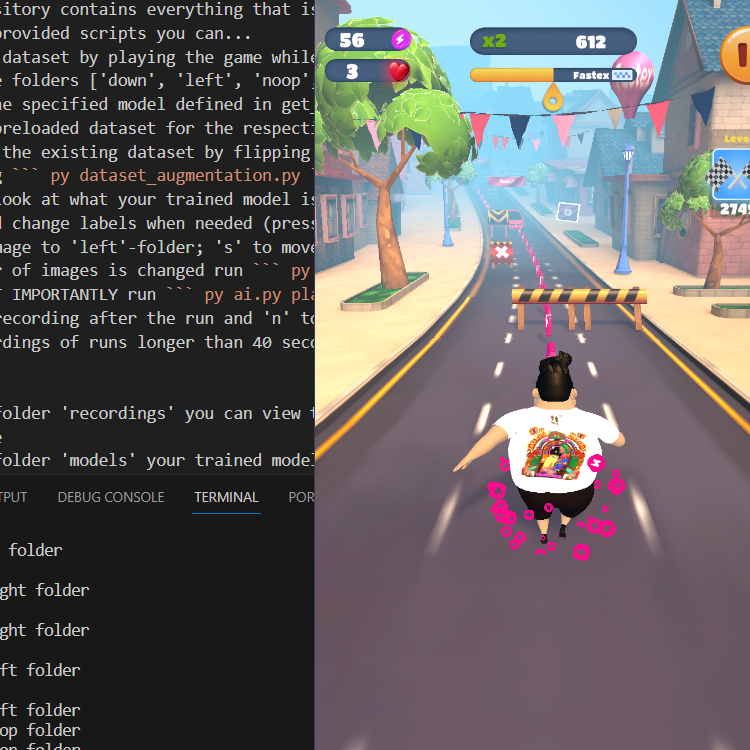 sitory contains everything that is
provided scripts you can...
dataset by playing the game while
e folders ['down', 'left', 'noop',
he specified model defined in get_
preloaded dataset for the respecti
the existing dataset by flipping
g ``` py dataset_augmentation.py `
look at what your trained model is
d change labels when needed (press
mage to 'left'-folder; 's' to move
r of images is changed run ``` py
T IMPORTANTLY run ``` py ai.py pla
recording after the run and 'n' to
rdings of runs longer than 40 seco
folder 'recordings' you can view t
e
folder 'models' your trained model
TPUT DEBUG CONSOLE TERMINAL POR
folder
ght folder
ght folder
ft folder
ft folder
op folder
56
3
x2 612
Fastex
Leve
2749